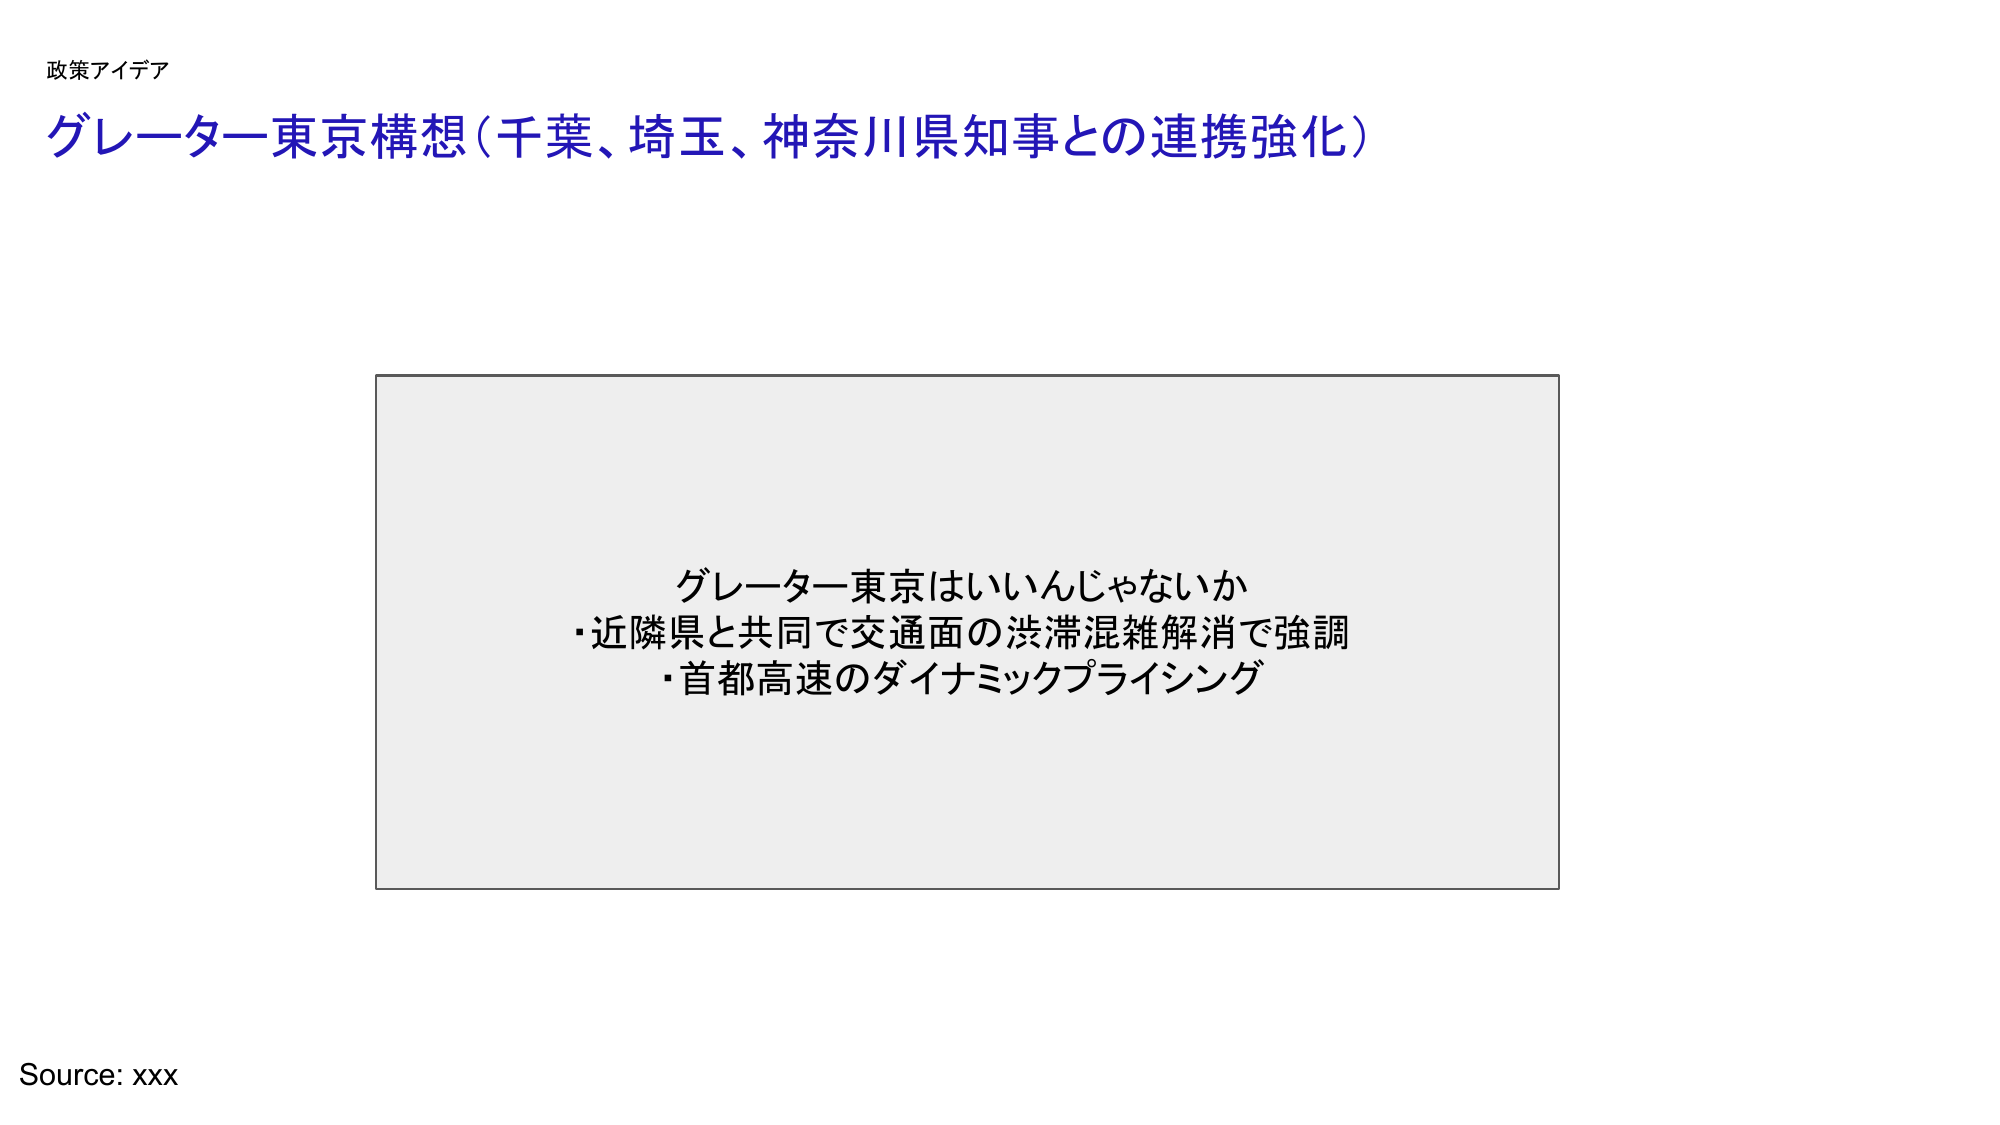 政策アイデア
グレーター東京構想（千葉、埼玉、神奈川県知事との連携強化）
グレーター東京はいいんじゃないか
・近隣県と共同で交通面の渋滞混雑解消で強調
・首都高速のダイナミックプライシング
Source: xxx